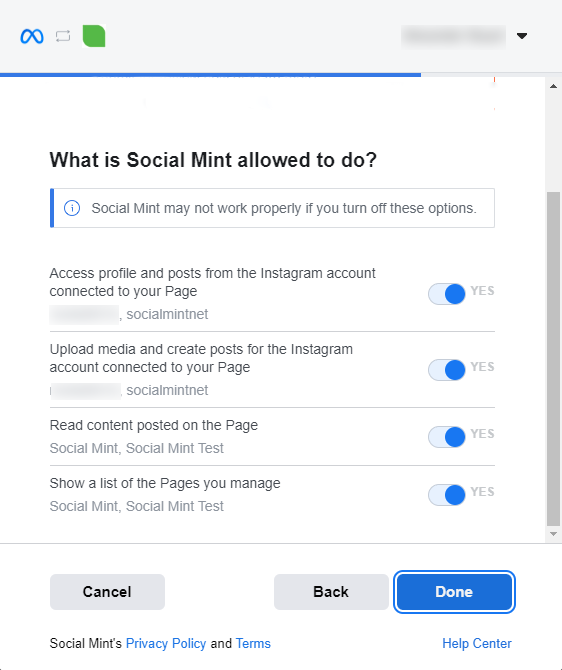 What is Social Mint allowed to do?
Social Mint may not work properly if you turn off these options.
Access profile and posts from the Instagram account
connected to your Page
YES
, socialmintnet
Upload media and create posts for the Instagram
account connected to your Page
YES
, socialmintnet
Read content posted on the Page
YES
Social Mint, Social Mint Test
Show a list of the Pages you manage
YES
Social Mint, Social Mint Test
Cancel
Back
Done
Social Mint's Privacy Policy and Terms
Help Center